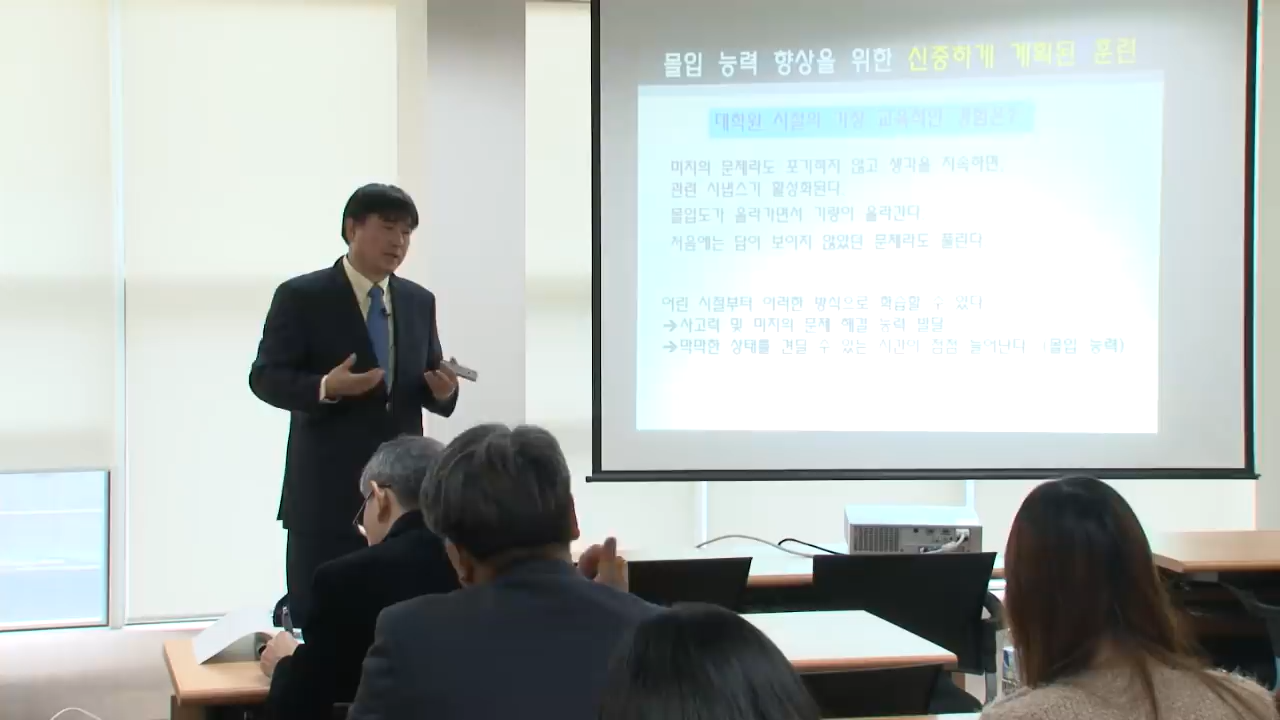 몰입 능력 향상을 위한 신중하게 계획된 훈련
대학원 시절의 가장 교육적인 경험은?
미지의 문제라도 포기하지 않고 생각을 지속하면
관련 시냅스가 활성화된다
몰입도가 올라가면서 기량이 올라간다
처음에는 답이 보이지 않았던 문제라도 풀린다
어린 시절부터 이러한 방식으로 학습할 수 있다
→사고력 및 미지의 문제 해결 능력 발달
→막막한 상태를 견딜 수 있는 시간이 점점 늘어난다 (몰입 능력)